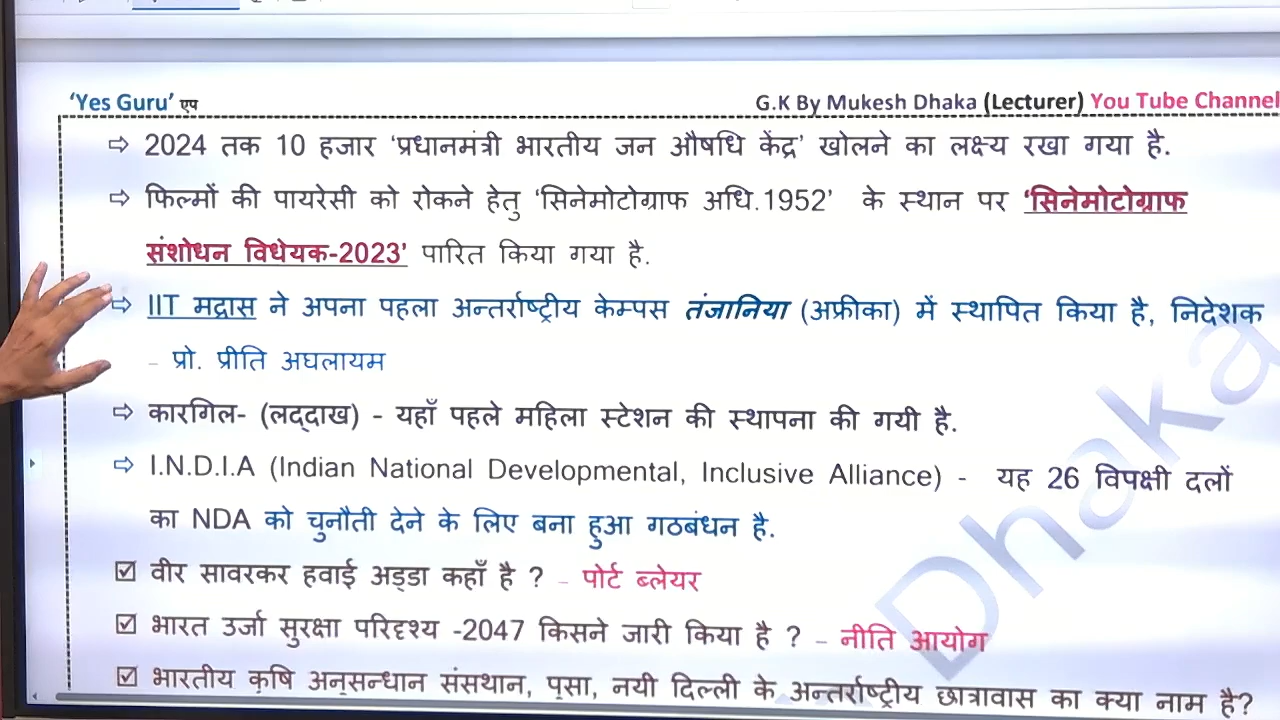 'Yes Guru' एप
G.K By Mukesh Dhaka (Lecturer) You Tube Channel
⇨ 2024 तक 10 हजार 'प्रधानमंत्री भारतीय जन औषधि केंद्र' खोलने का लक्ष्य रखा गया है.
⇨ फिल्मों की पायरेसी को रोकने हेतु 'सिनेमोटोग्राफ अधि.1952' के स्थान पर 'सिनेमोटोग्राफ
संशोधन विधेयक-2023' पारित किया गया है.
⇨ IIT मद्रास ने अपना पहला अन्तर्राष्ट्रीय केम्पस तंजानिया (अफ्रीका) में स्थापित किया है, निदेशक
– प्रो. प्रीति अघलायम
⇨ कारगिल- (लद्दाख) - यहाँ पहले महिला स्टेशन की स्थापना की गयी है.
⇨ I.N.D.I.A (Indian National Developmental, Inclusive Alliance) - यह 26 विपक्षी दलों
का NDA को चुनौती देने के लिए बना हुआ गठबंधन है.
☑ वीर सावरकर हवाई अड्डा कहाँ है ? – पोर्ट ब्लेयर
☑ भारत उर्जा सुरक्षा परिदृश्य -2047 किसने जारी किया है ? – नीति आयोग
☑ भारतीय कृषि अनुसन्धान संसथान, पूसा, नयी दिल्ली के अन्तर्राष्ट्रीय छात्रावास का क्या नाम है?
Dhaka